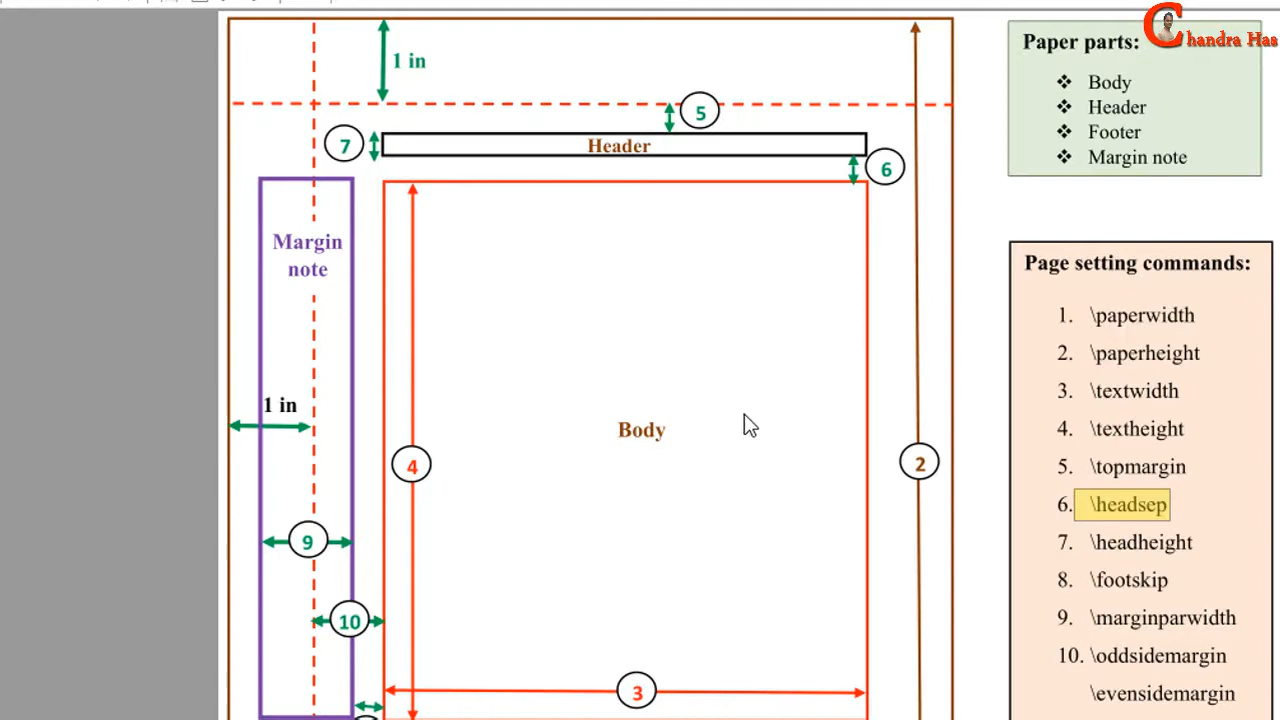 Chandra Has
Paper parts:
❖ Body
❖ Header
❖ Footer
❖ Margin note
1 in
5
7
Header
6
Margin
note
1 in
Body
4
2
9
10
3
Page setting commands:
1. \paperwidth
2. \paperheight
3. \textwidth
4. \textheight
5. \topmargin
6. \headsep
7. \headheight
8. \footskip
9. \marginparwidth
10. \oddsidemargin
\evensidemargin